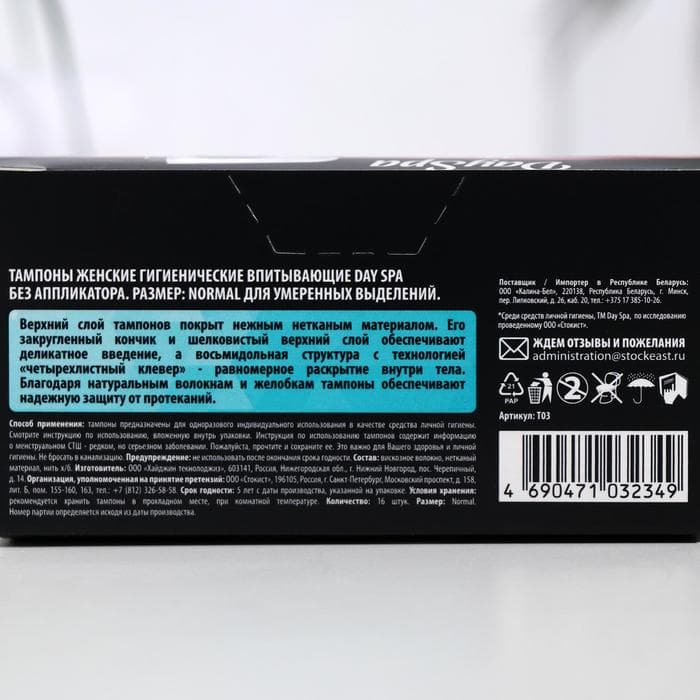 Day Spa
ТАМПОНЫ ЖЕНСКИЕ ГИГИЕНИЧЕСКИЕ ВПИТЫВАЮЩИЕ DAY SPA
БЕЗ АППЛИКАТОРА. РАЗМЕР: NORMAL ДЛЯ УМЕРЕННЫХ ВЫДЕЛЕНИЙ.
Верхний слой тампонов покрыт нежным нетканым материалом. Его
закругленный кончик и шелковистый верхний слой обеспечивают
деликатное введение, а восьмидольная структура с технологией
«четырехлистный клевер» - равномерное раскрытие внутри тела.
Благодаря натуральным волокнам и желобкам тампоны обеспечивают
надежную защиту от протеканий.
Способ применения: тампоны предназначены для одноразового индивидуального использования в качестве средства личной гигиены.
Смотрите инструкцию по использованию, вложенную внутрь упаковки. Инструкция по использованию тампонов содержит информацию
о менструальном СТШ - редком, но серьезном заболевании. Пожалуйста, прочтите и сохраните ее. Это важно для Вашего здоровья и личной
гигиены. Не бросать в канализацию. Предупреждение: не использовать повторно, после использования утилизировать. Состав: вискозное волокно, нетканый
материал, нить х/б. Изготовитель: ООО «Хайджин текнолоджиз», 603141, Россия, Нижегородская обл., г. Нижний Новгород, пос. Черепичный,
д. 14. Организация, уполномоченная на принятие претензий: ООО «Стокист», 196105, Россия, г. Санкт-Петербург, Московский проспект, д. 158,
лит. Б, пом. 155-160, 163, тел.: +7 (812) 326-58-58. Срок годности: 5 лет с даты производства, указанной на упаковке. Условия хранения:
рекомендуется хранить тампоны в прохладном месте, при комнатной температуре. Количество: 16 штук. Размер: Normal.
Номер партии определяется исходя из даты производства.
Поставщик / Импортер в Республике Беларусь:
ООО «Калина-Бел», 220138, Республика Беларусь, г. Минск,
пер. Липковский, д. 26, каб. 20, тел.: +375 17 385-10-26.
*Среди средств личной гигиены, ТМ Day Spa, по исследованию
проведенному ООО «Стокист».
ЖДЕМ ОТЗЫВЫ И ПОЖЕЛАНИЯ
administration@stockeast.ru
21
PAP
2
Артикул: Т03
4 690471 032349